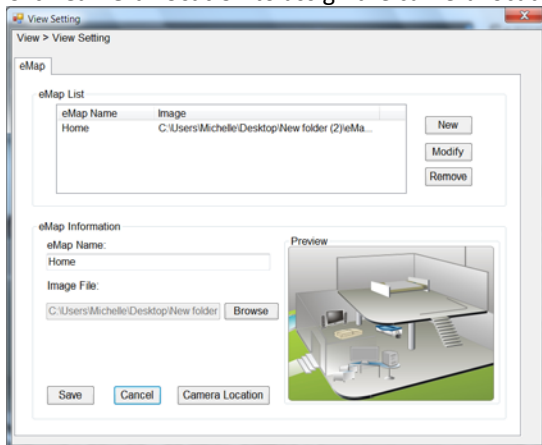 View Setting
View > View Setting
eMap
eMap List
eMap Name Image
Home C:\Users\Michelle\Desktop\New folder (2)\eMa...
New
Modify
Remove
eMap Information
eMap Name:
Home
Image File:
C:\Users\Michelle\Desktop\New folder
Browse
Preview
Save Cancel Camera Location